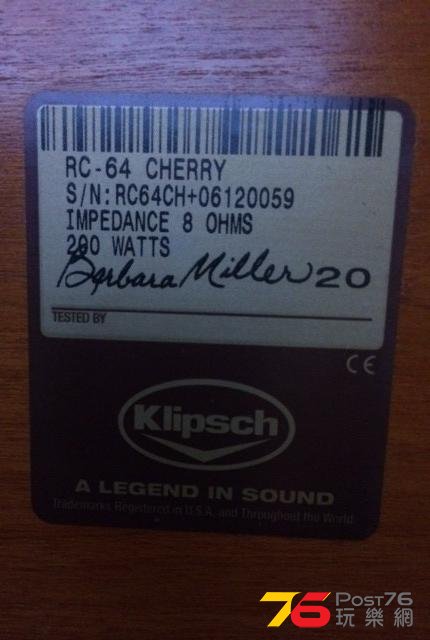 RC-64 CHERRY
S/N:RC64CH+06120059
IMPEDANCE 8 OHMS
200 WATTS
Barbara Miller 20
TESTED BY
CE
Klipsch
A LEGEND IN SOUND
Trademarks Registered in U.S.A. and Throughout the World
76 POST76
玩樂網